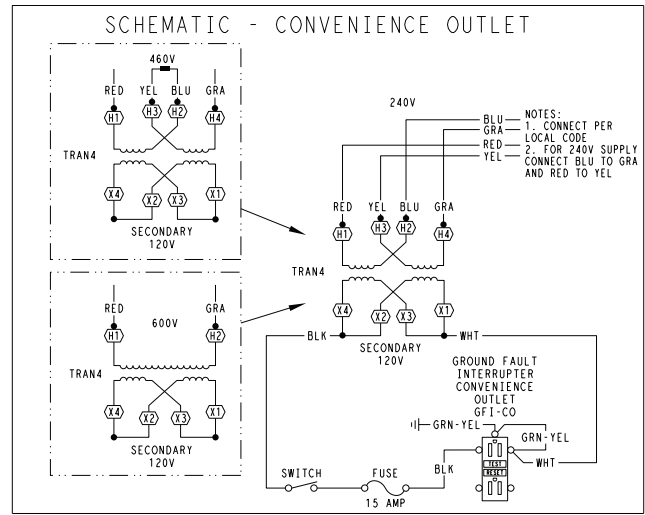 SCHEMATIC - CONVENIENCE OUTLET
460V
RED YEL BLU GRA
H1 H3 H2 H4
TRAN4
X4 X2 X3 X1
SECONDARY
120V
RED GRA
600V
H1 H2
TRAN4
X4 X2 X3 X1
SECONDARY
120V
240V
BLU
GRA
RED
YEL
NOTES:
1. CONNECT PER
LOCAL CODE
2. FOR 240V SUPPLY
CONNECT BLU TO GRA
AND RED TO YEL
RED YEL BLU GRA
H1 H3 H2 H4
TRAN4
X4 X2 X3 X1
BLK WHT
SECONDARY
120V
GROUND FAULT
INTERRUPTER
CONVENIENCE
OUTLET
GFI-CO
GRN-YEL
GRN-YEL
BLK
WHT
TEST
RESET
SWITCH FUSE
15 AMP